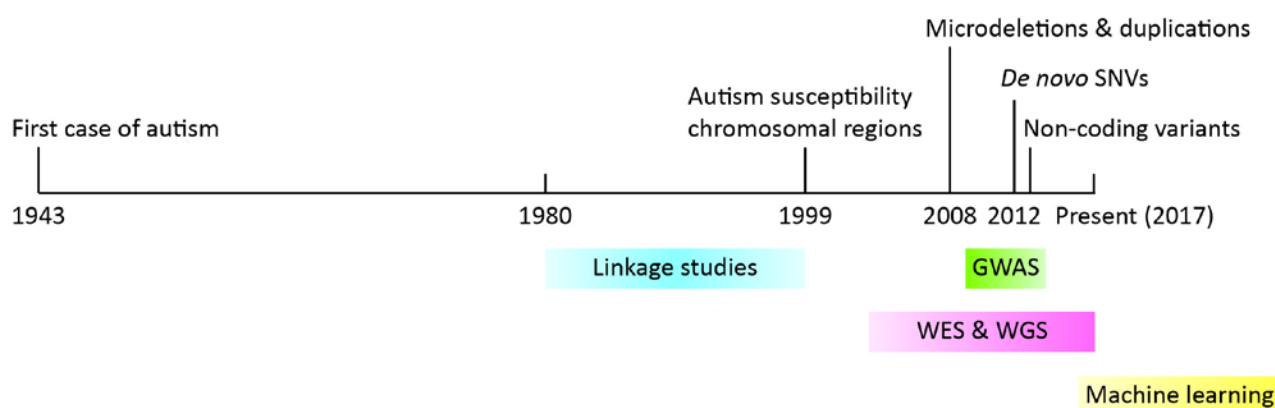 Microdeletions & duplications
De novo SNVs
Autism susceptibility
chromosomal regions
First case of autism
Non-coding variants
1943
1980
1999
2008
2012
Present (2017)
Linkage studies
GWAS
WES & WGS
Machine learning